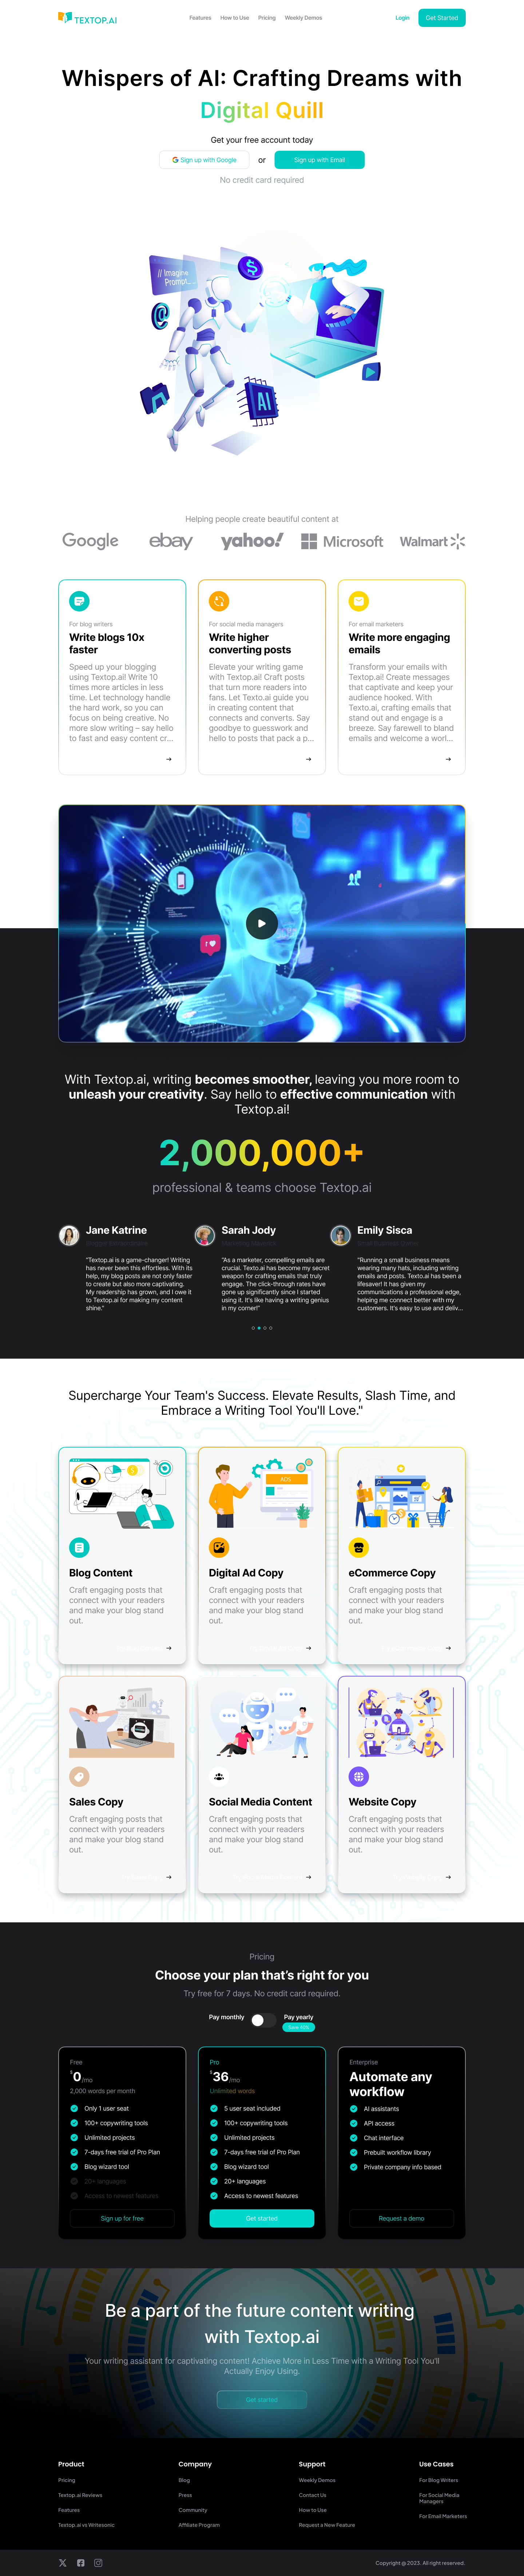 TEXTOP.AI
Features
How to Use
Pricing
Weekly Demos
Login
Get Started
Whispers of AI: Crafting Dreams with
Digital Quill
Get your free account today
Sign up with Google
or
Sign up with Email
No credit card required
// Imagine
Prompt..
AI
Helping people create beautiful content at
Google
ebay
yahoo!
Microsoft
Walmart
For blog writers
Write blogs 10x
faster
Speed up your blogging
using Textop.ai! Write 10
times more articles in less
time. Let technology handle
the hard work, so you can
focus on being creative. No
more slow writing – say hello
to fast and easy content cr...
For social media managers
Write higher
converting posts
Elevate your writing game
with Textop.ai! Craft posts
that turn more readers into
fans. Let Texto.ai guide you
in creating content that
connects and converts. Say
goodbye to guesswork and
hello to posts that pack a p...
For email marketers
Write more engaging
emails
Transform your emails with
Textop.ai! Create messages
that captivate and keep your
audience hooked. With
Texto.ai, crafting emails that
stand out and engage is a
breeze. Say farewell to bland
emails and welcome a worl...
With Textop.ai, writing becomes smoother, leaving you more room to
unleash your creativity. Say hello to effective communication with
Textop.ai!
2,000,000+
professional & teams choose Textop.ai
Jane Katrine
"Textop.ai is a game-changer! Writing
has never been this effortless. With its
help, my blog posts are not only faster
to create but also more captivating.
My readership has grown, and I owe it
to Textop.ai for making my content
shine."
Sarah Jody
"As a marketer, compelling emails are
crucial. Texto.ai has become my secret
weapon for crafting emails that truly
engage. The click-through rates have
gone up significantly since I started
using it. It's like having a writing genius
in my corner!"
Emily Sisca
"Running a small business means
wearing many hats, including writing
emails and posts. Texto.ai has been a
lifesaver! It has given my
communications a professional edge,
helping me connect better with my
customers. It's easy to use and deliv...
Supercharge Your Team's Success. Elevate Results, Slash Time, and
Embrace a Writing Tool You'll Love."
Blog Content
Craft engaging posts that
connect with your readers
and make your blog stand
out.
ADS
Digital Ad Copy
Craft engaging posts that
connect with your readers
and make your blog stand
out.
eCommerce Copy
Craft engaging posts that
connect with your readers
and make your blog stand
out.
Sales Copy
Craft engaging posts that
connect with your readers
and make your blog stand
out.
Social Media Content
Craft engaging posts that
connect with your readers
and make your blog stand
out.
Website Copy
Craft engaging posts that
connect with your readers
and make your blog stand
out.
Pricing
Choose your plan that's right for you
Try free for 7 days. No credit card required.
Pay monthly
Pay yearly
Save 40%
Free
$0/mo
2,000 words per month
Only 1 user seat
100+ copywriting tools
Unlimited projects
7-days free trial of Pro Plan
Blog wizard tool
20+ languages
Access to newest features
Sign up for free
Pro
$36/mo
Unlimited words
5 user seat included
100+ copywriting tools
Unlimited projects
7-days free trial of Pro Plan
Blog wizard tool
20+ languages
Access to newest features
Get started
Enterprise
Automate any
workflow
AI assistants
API access
Chat interface
Prebuilt workflow library
Private company info based
Request a demo
Be a part of the future content writing
with Textop.ai
Your writing assistant for captivating content! Achieve More in Less Time with a Writing Tool You'll
Actually Enjoy Using.
Get started
Product
Pricing
Textop.ai Reviews
Features
Textop.ai vs Writesonic
Company
Blog
Press
Community
Affiliate Program
Support
Weekly Demos
Contact Us
How to Use
Request a New Feature
Use Cases
For Blog Writers
For Social Media
Managers
For Email Marketers
Copyright @ 2023. All right reserved.